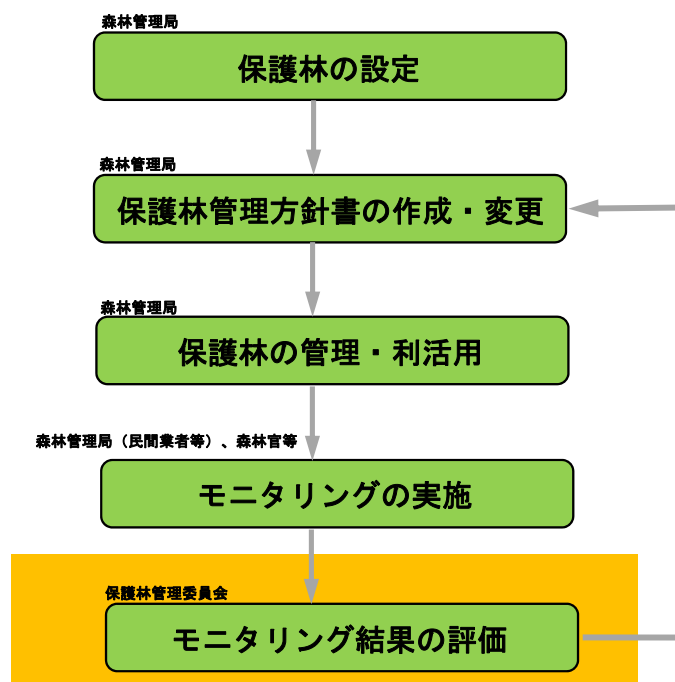 森林管理局
保護林の設定
森林管理局
保護林管理方針書の作成・変更
森林管理局
保護林の管理・利活用
森林管理局（民間業者等）、森林官等
モニタリングの実施
保護林管理委員会
モニタリング結果の評価